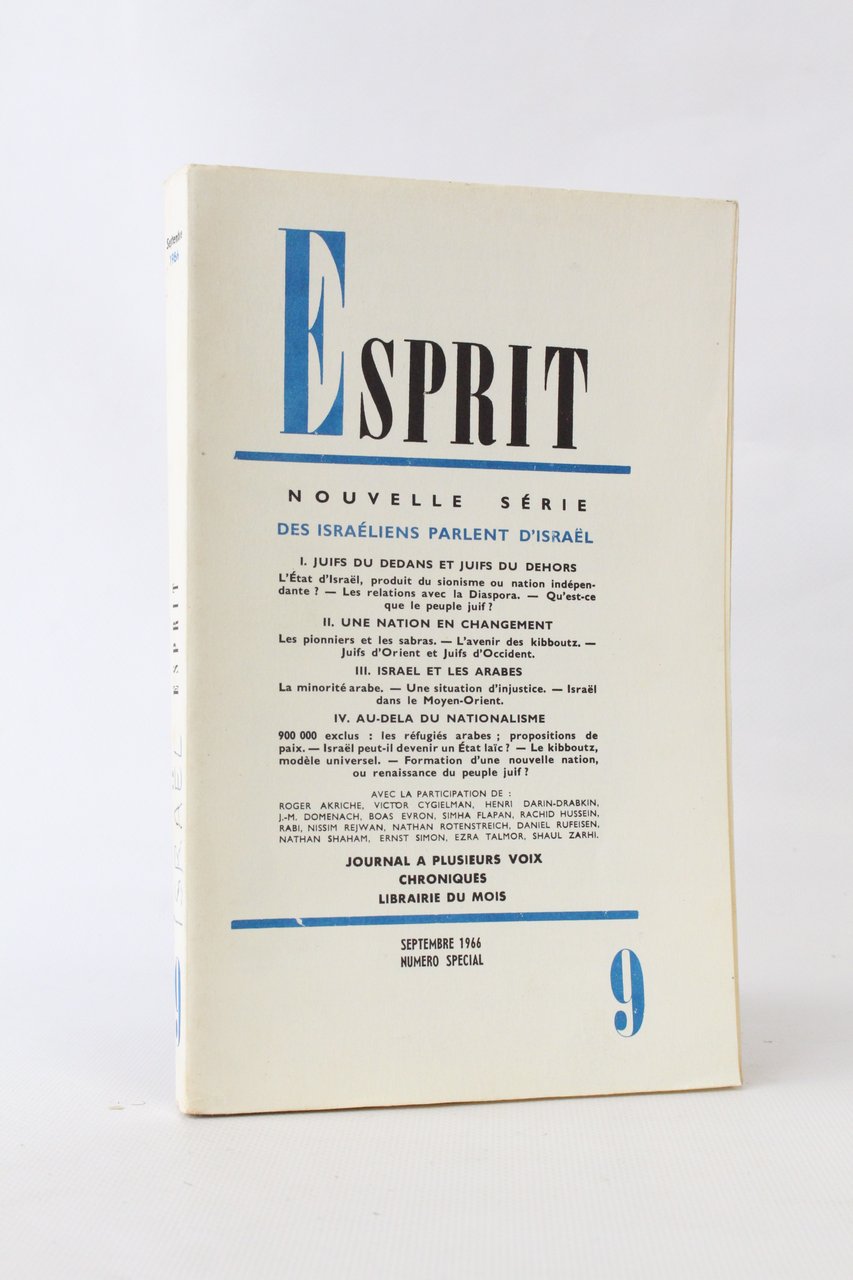 ESPRIT
NOUVELLE SÉRIE
DES ISRAÉLIENS PARLENT D'ISRAËL
I. JUIFS DU DEDANS ET JUIFS DU DEHORS
L'État d'Israël, produit du sionisme ou nation indépen-
dante ? — Les relations avec la Diaspora. — Qu'est-ce
que le peuple juif ?
II. UNE NATION EN CHANGEMENT
Les pionniers et les sabras. — L'avenir des kibboutz. —
Juifs d'Orient et Juifs d'Occident.
III. ISRAEL ET LES ARABES
La minorité arabe. — Une situation d'injustice. — Israël
dans le Moyen-Orient.
IV. AU-DELA DU NATIONALISME
900 000 exclus : les réfugiés arabes ; propositions de
paix. — Israël peut-il devenir un État laïc ? — Le kibboutz,
modèle universel. — Formation d'une nouvelle nation,
ou renaissance du peuple juif ?
AVEC LA PARTICIPATION DE :
ROGER AKRICHE, VICTOR CYGIELMAN, HENRI DARIN-DRABKIN,
J.-M. DOMENACH, BOAS EVRON, SIMHA FLAPAN, RACHID HUSSEIN,
RABI, NISSIM REJWAN, NATHAN ROTENSTREICH, DANIEL RUFEISEN,
NATHAN SHAHAM, ERNST SIMON, EZRA TALMOR, SHAUL ZARHI.
JOURNAL A PLUSIEURS VOIX
CHRONIQUES
LIBRAIRIE DU MOIS
SEPTEMBRE 1966
NUMERO SPECIAL
9
Septembre
1966
ESPRIT
ISRAËL
9